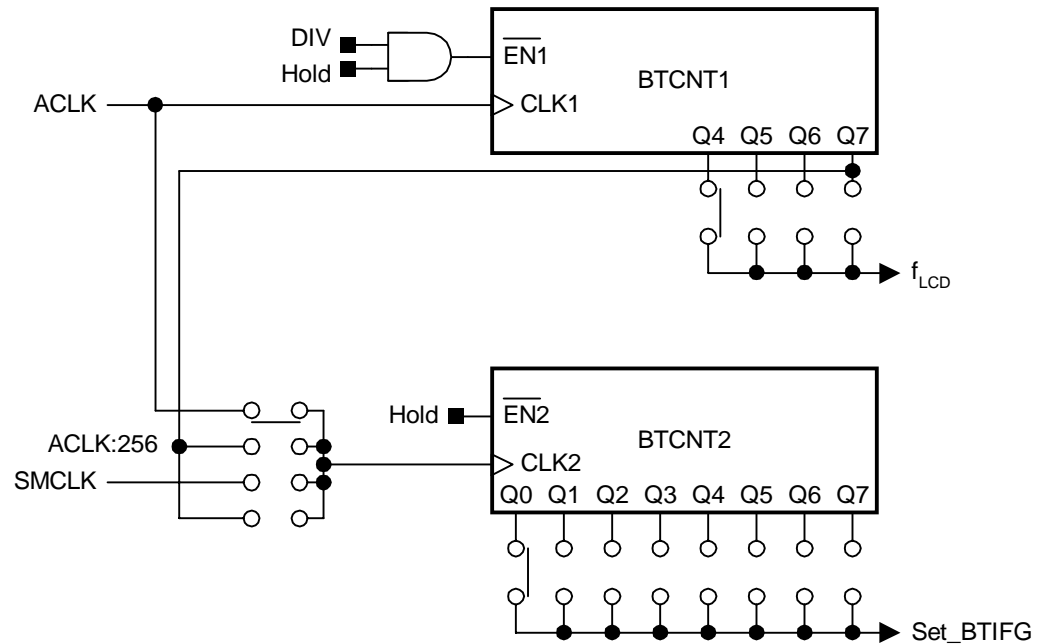 DIV
Hold
EN1
BTCNT1
ACLK
CLK1
Q4 Q5 Q6 Q7
fLCD
Hold
EN2
BTCNT2
ACLK:256
CLK2
SMCLK
Q0 Q1 Q2 Q3 Q4 Q5 Q6 Q7
Set_BTIFG